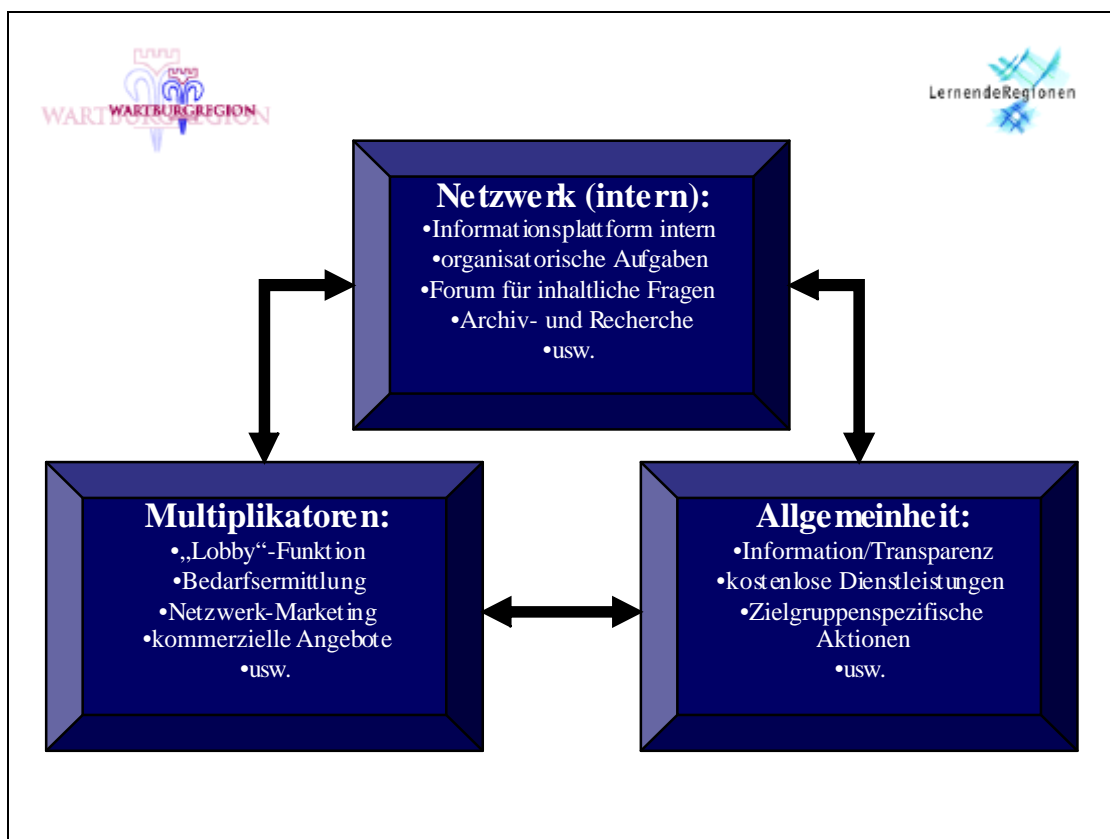 WARTBURGREGION
WARTBURGREGION
LernendeRegionen
Netzwerk (intern):
•Informationsplattform intern
•organisatorische Aufgaben
•Forum für inhaltliche Fragen
•Archiv- und Recherche
•usw.
Multiplikatoren:
•„Lobby“-Funktion
•Bedarfsermittlung
•Netzwerk-Marketing
•kommerzielle Angebote
•usw.
Allgemeinheit:
•Information/Transparenz
•kostenlose Dienstleistungen
•Zielgruppenspezifische
Aktionen
•usw.